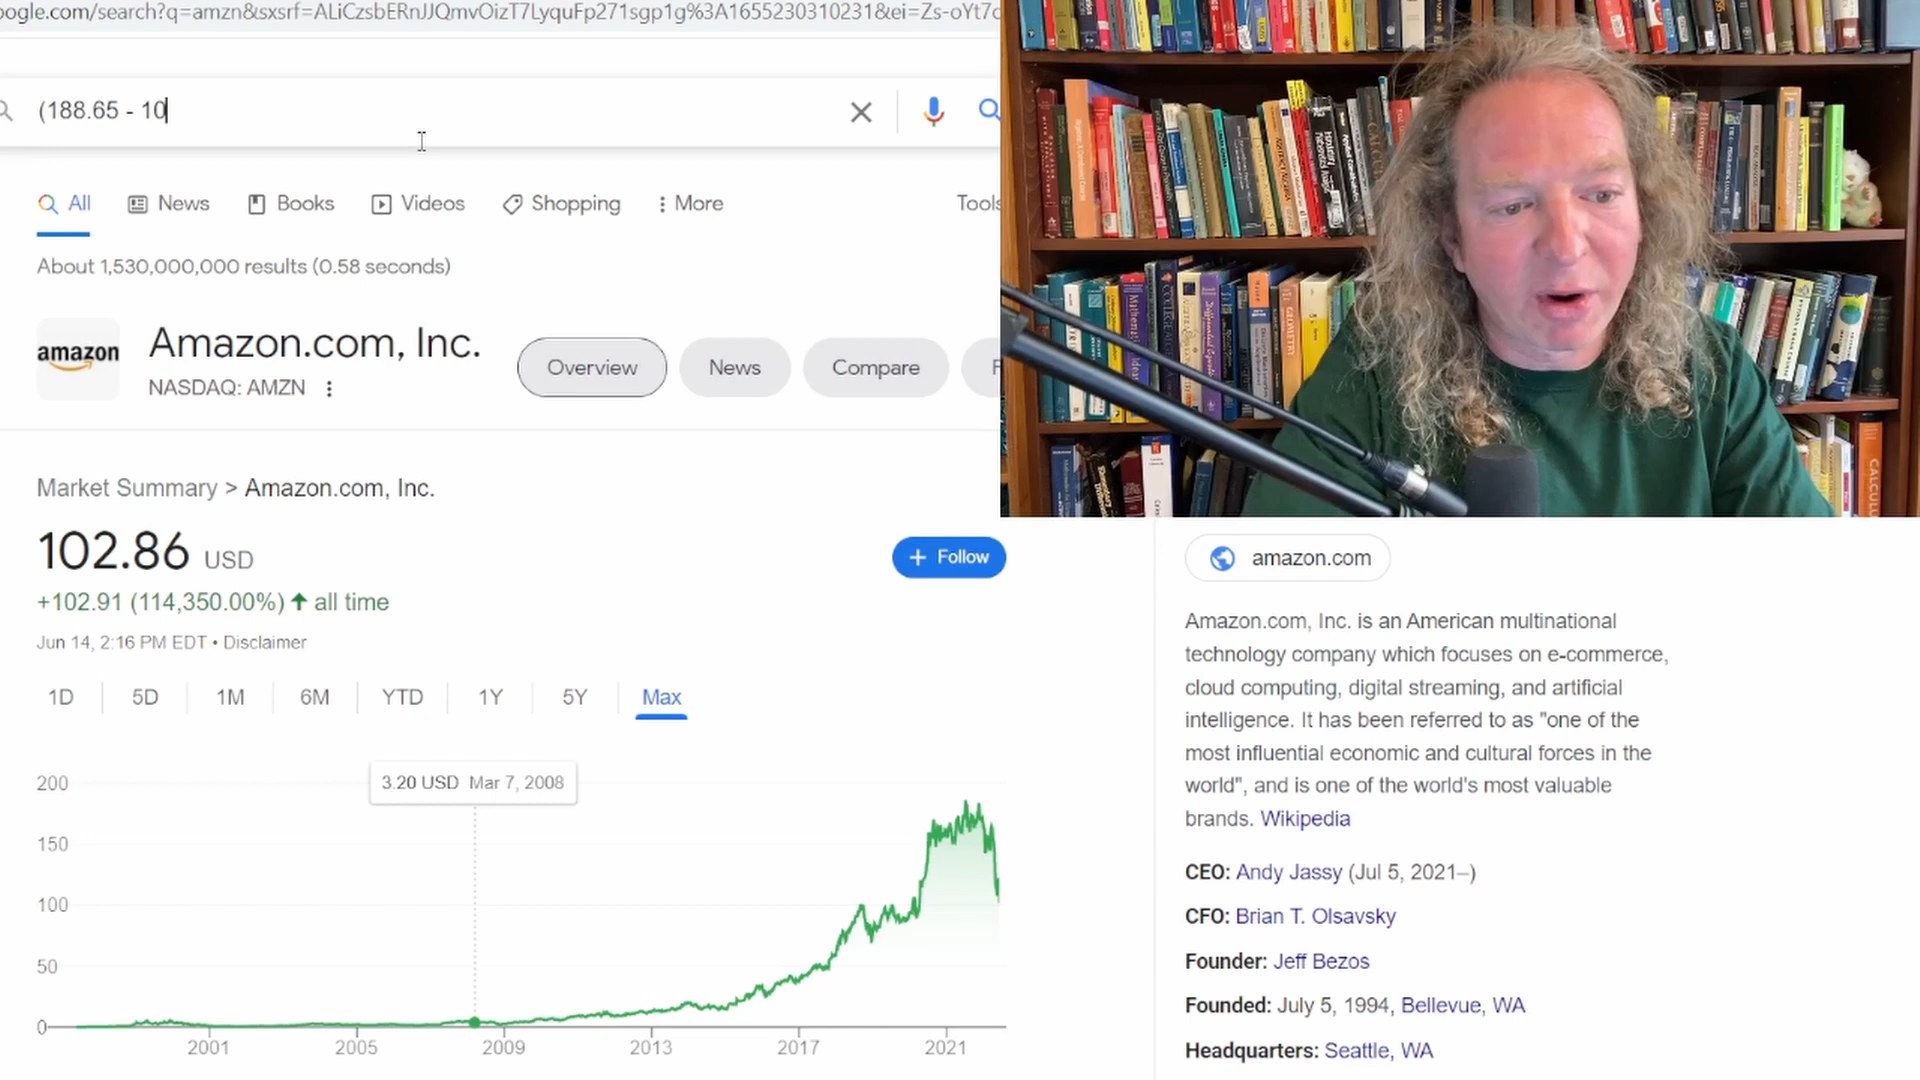 oogle.com/search?q=amzn&sxsrf=ALiCzsbERnJJQmvOizT7LyquFp271sgp1g%3A1655230310231&ei=Zs-oYt7c
(188.65 - 10
All News Books Videos Shopping More Tools
About 1,530,000,000 results (0.58 seconds)
amazon
Amazon.com, Inc.
NASDAQ: AMZN
Overview News Compare F
Market Summary > Amazon.com, Inc.
102.86 USD
+ Follow
+102.91 (114,350.00%) all time
Jun 14, 2:16 PM EDT • Disclaimer
1D 5D 1M 6M YTD 1Y 5Y Max
3.20 USD Mar 7, 2008
200
150
100
50
0
2001 2005 2009 2013 2017 2021
amazon.com
Amazon.com, Inc. is an American multinational
technology company which focuses on e-commerce,
cloud computing, digital streaming, and artificial
intelligence. It has been referred to as "one of the
most influential economic and cultural forces in the
world", and is one of the world's most valuable
brands. Wikipedia
CEO: Andy Jassy (Jul 5, 2021–)
CFO: Brian T. Olsavsky
Founder: Jeff Bezos
Founded: July 5, 1994, Bellevue, WA
Headquarters: Seattle, WA
GEOMETRY
CALCUL